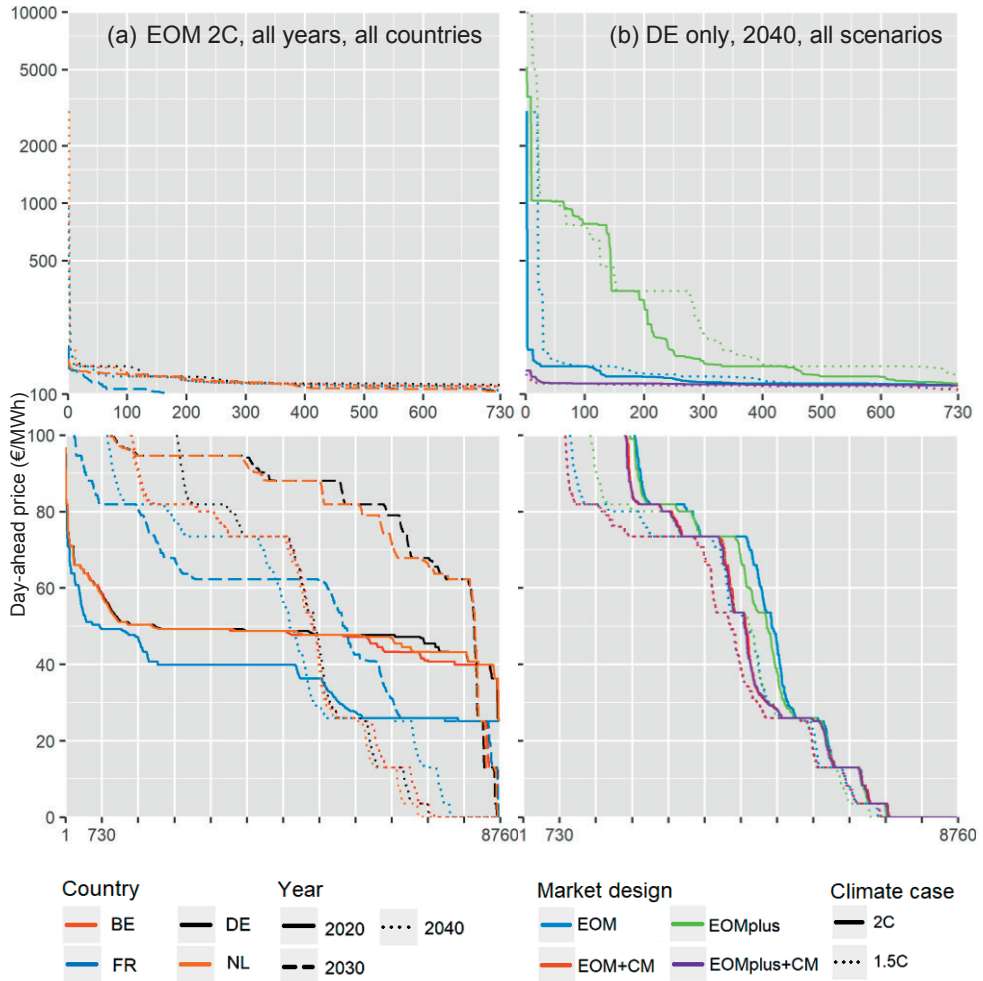 (a) EOM 2C, all years, all countries
(b) DE only, 2040, all scenarios
10000
5000
2000
1000
500
100
0 100 200 300 400 500 600 730
0 100 200 300 400 500 600 730
Day-ahead price (€/MWh)
100
80
60
40
20
0
1 730 8760
1 730 8760
Country
Year
Market design
Climate case
BE
DE
2020
2040
EOM
EOMplus
2C
FR
NL
2030
EOM+CM
EOMplus+CM
1.5C